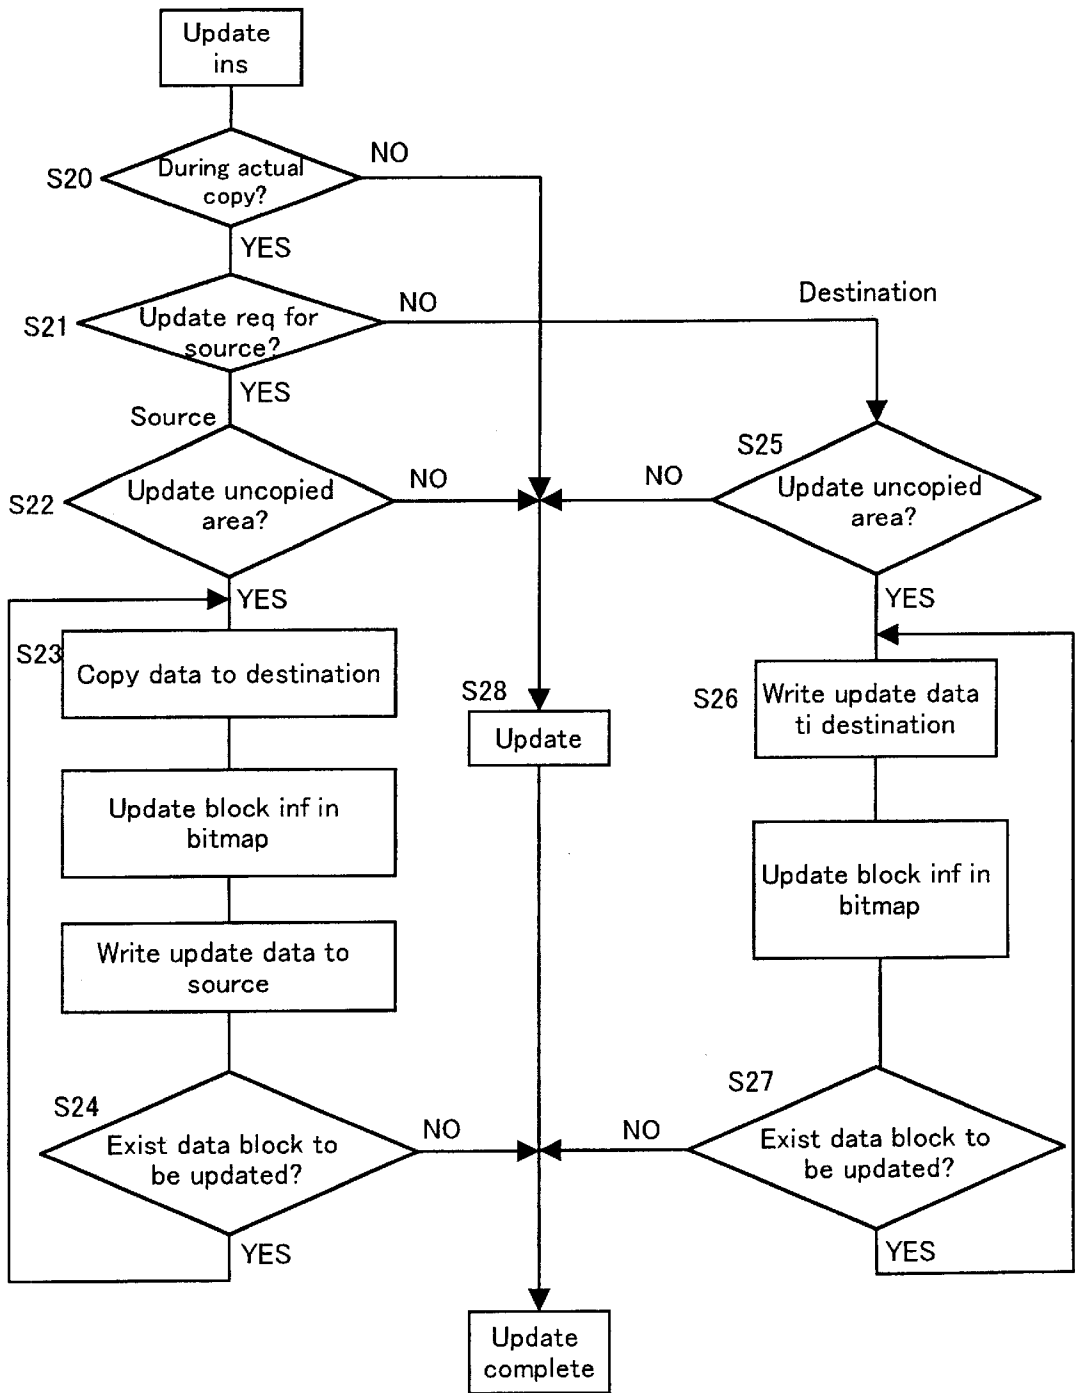 Update
ins
NO
During actual
copy?
S20
YES
Destination
NO
S21
Update req for
source?
YES
Source
S25
NO
NO
Update uncopied
area?
S22
Update uncopied
area?
YES
YES
S23
Copy data to destination
S28
Update
S26
Write update data
ti destination
Update block inf in
bitmap
Update block inf in
bitmap
Write update data to
source
S27
S24
NO
NO
Exist data block to
be updated?
Exist data block to
be updated?
YES
YES
Update
complete